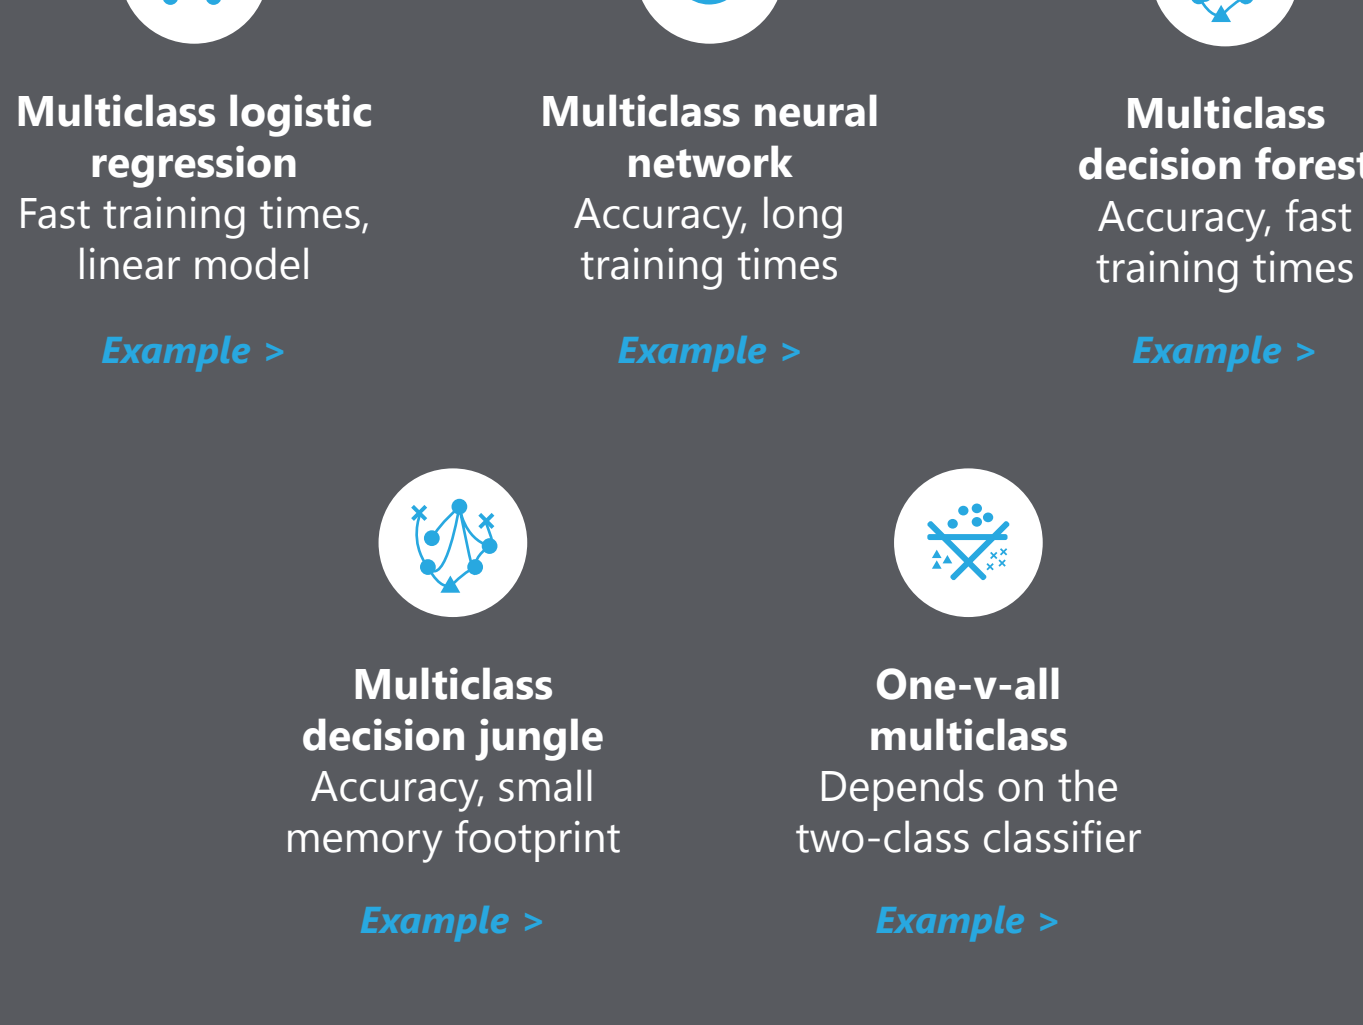 Multiclass logistic
regression
Fast training times,
linear model
Example >
Multiclass neural
network
Accuracy, long
training times
Example >
Multiclass
decision forest
Accuracy, fast
training times
Example >
Multiclass
decision jungle
Accuracy, small
memory footprint
Example >
One-v-all
multiclass
Depends on the
two-class classifier
Example >